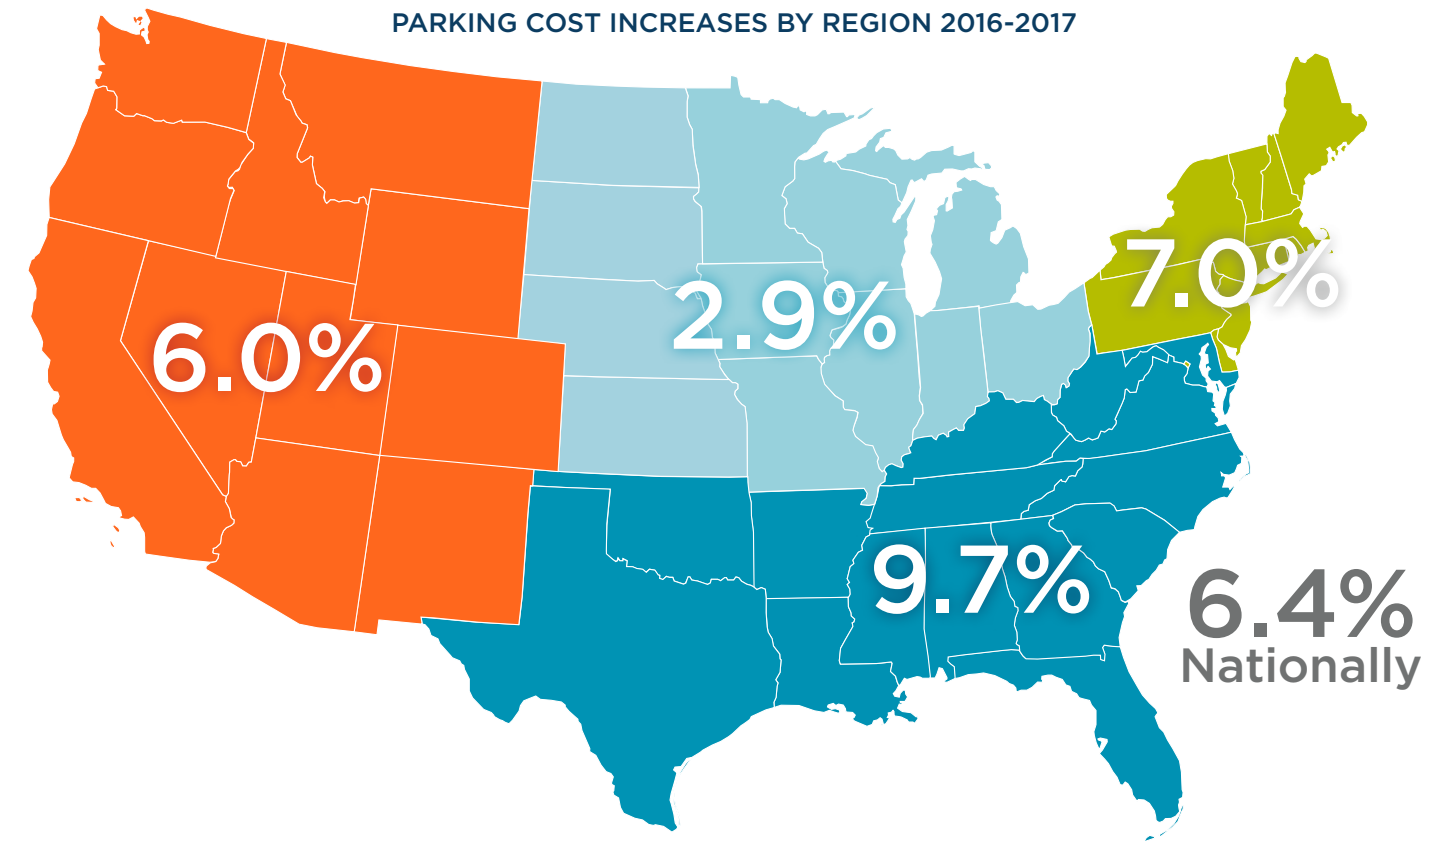 PARKING COST INCREASES BY REGION 2016-2017
7.0%
2.9%
6.0%
9.7%
6.4%
Nationally